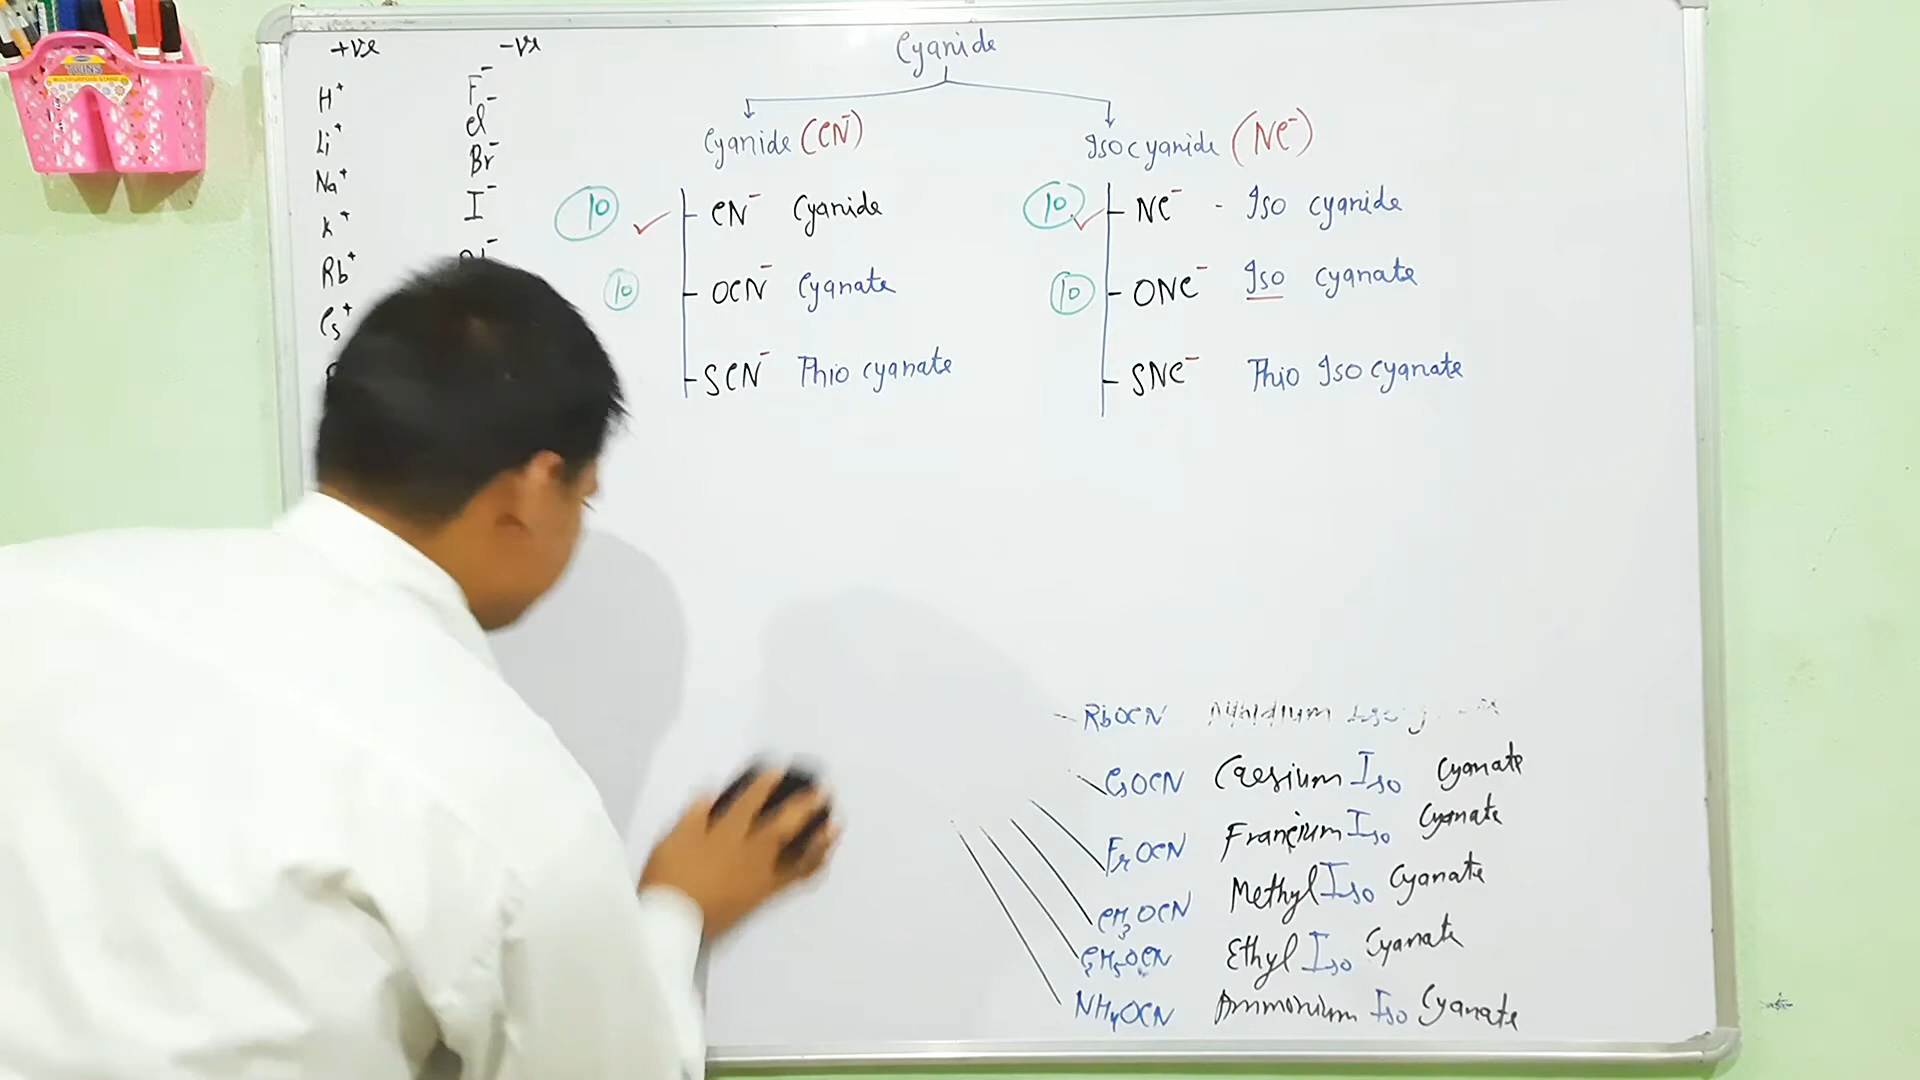 +ve -ve
H⁺ F⁻
Li⁺ Cl⁻
Na⁺ Br⁻
K⁺ I⁻
Rb⁺
Cs⁺
Cyanide
Cyanide (CN⁻)
10 CN⁻ Cyanide
10 OCN⁻ Cyanate
SCN⁻ Thio cyanate
Isocyanide (NC⁻)
10 NC⁻ - Iso cyanide
10 ONC⁻ Iso cyanate
SNC⁻ Thio Iso cyanate
RbOCN
CsOCN Caesium Iso Cyanate
FrOCN Francium Iso Cyanate
CH₃OCN Methyl Iso Cyanate
C₂H₅OCN Ethyl Iso Cyanate
NH₄OCN Ammonium Iso Cyanate